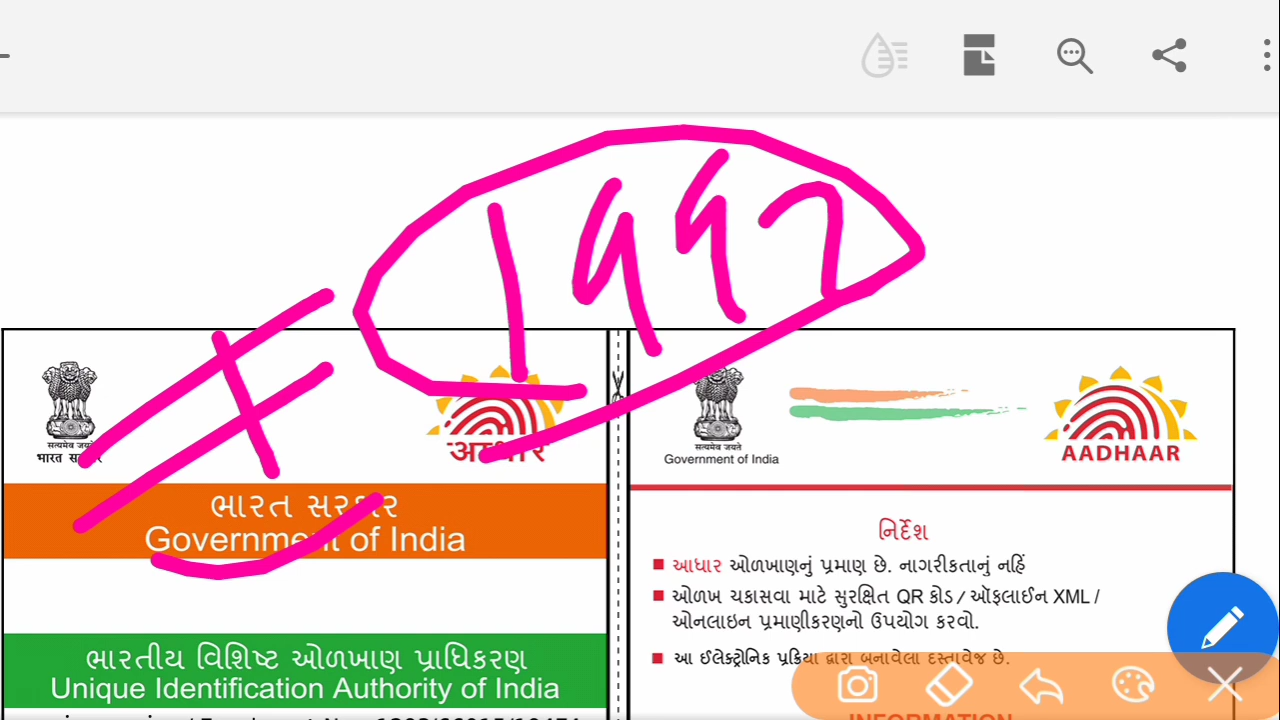 1992
सत्यमेव जयते
भारत सरकार
आधार
ભારત સરકાર
Government of India
ભારતીય વિશિષ્ટ ઓળખાણ પ્રાધિકરણ
Unique Identification Authority of India
सत्यमेव जयते
Government of India
AADHAAR
નિર્દેશ
આધાર ઓળખાણનું પ્રમાણ છે. નાગરીકતાનું નહિં
ઓળખ ચકાસવા માટે સુરક્ષિત QR કોડ / ઑફલાઈન XML /
ઓનલાઇન પ્રમાણીકરણનો ઉપયોગ કરવો.
આ ઈલેક્ટ્રોનિક પ્રક્રિયા દ્વારા બનાવેલા દસ્તાવેજ છે.
INFORMATION